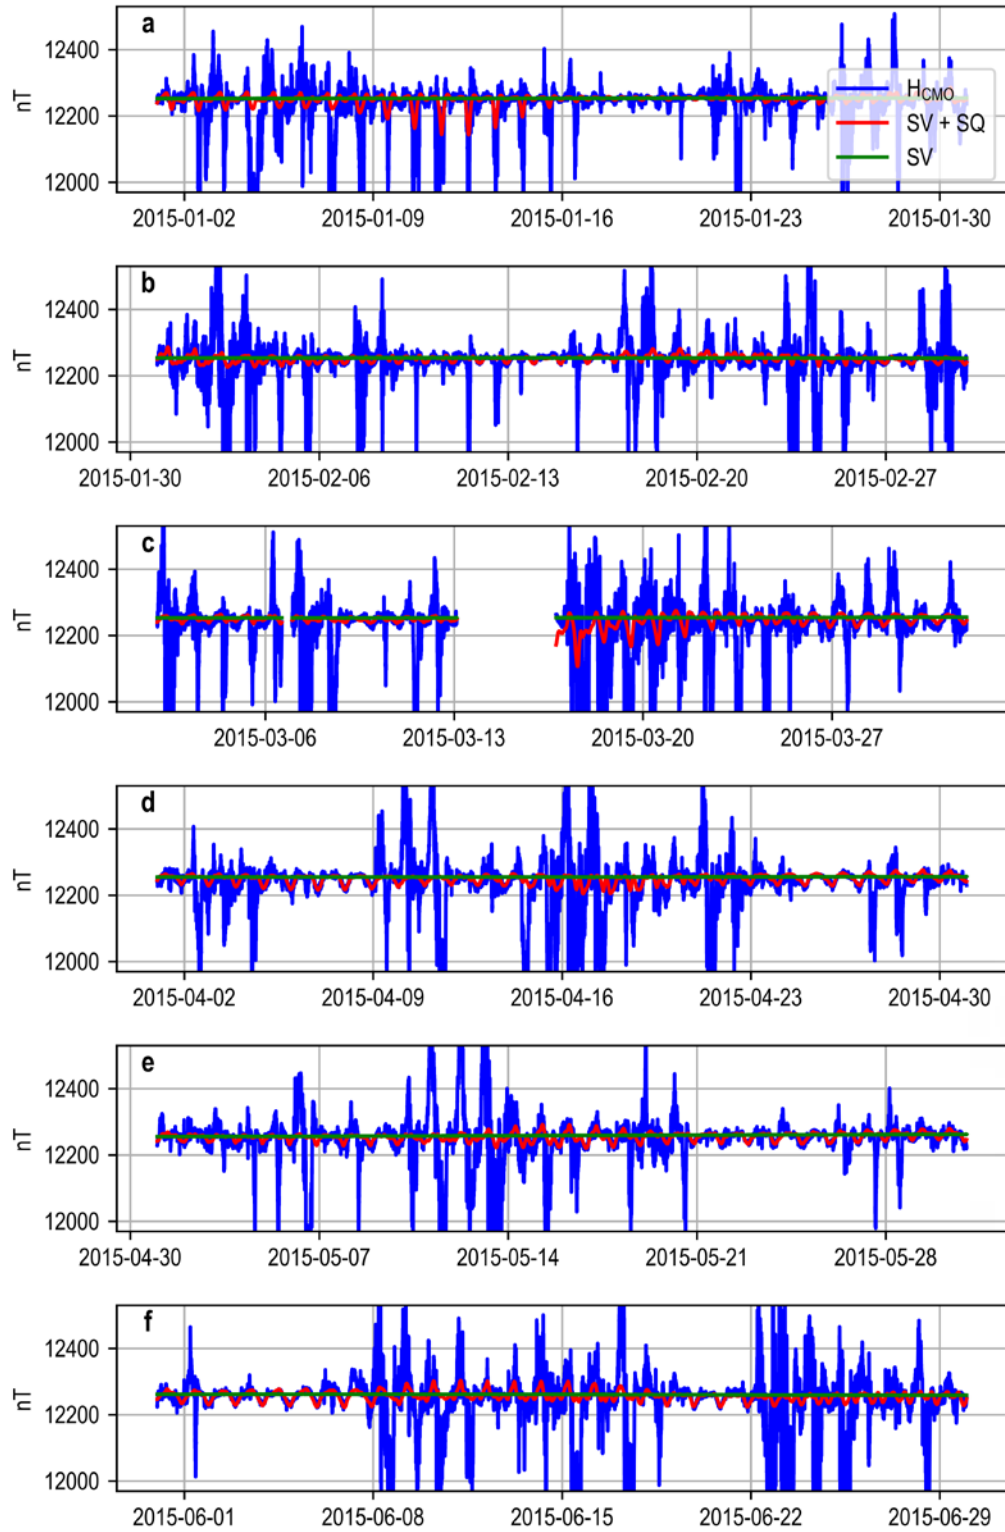 a
12400
12200
12000
nT
H_CMO
SV + SQ
SV
2015-01-02 2015-01-09 2015-01-16 2015-01-23 2015-01-30
b
12400
12200
12000
nT
2015-01-30 2015-02-06 2015-02-13 2015-02-20 2015-02-27
c
12400
12200
12000
nT
2015-03-06 2015-03-13 2015-03-20 2015-03-27
d
12400
12200
12000
nT
2015-04-02 2015-04-09 2015-04-16 2015-04-23 2015-04-30
e
12400
12200
12000
nT
2015-04-30 2015-05-07 2015-05-14 2015-05-21 2015-05-28
f
12400
12200
12000
nT
2015-06-01 2015-06-08 2015-06-15 2015-06-22 2015-06-29